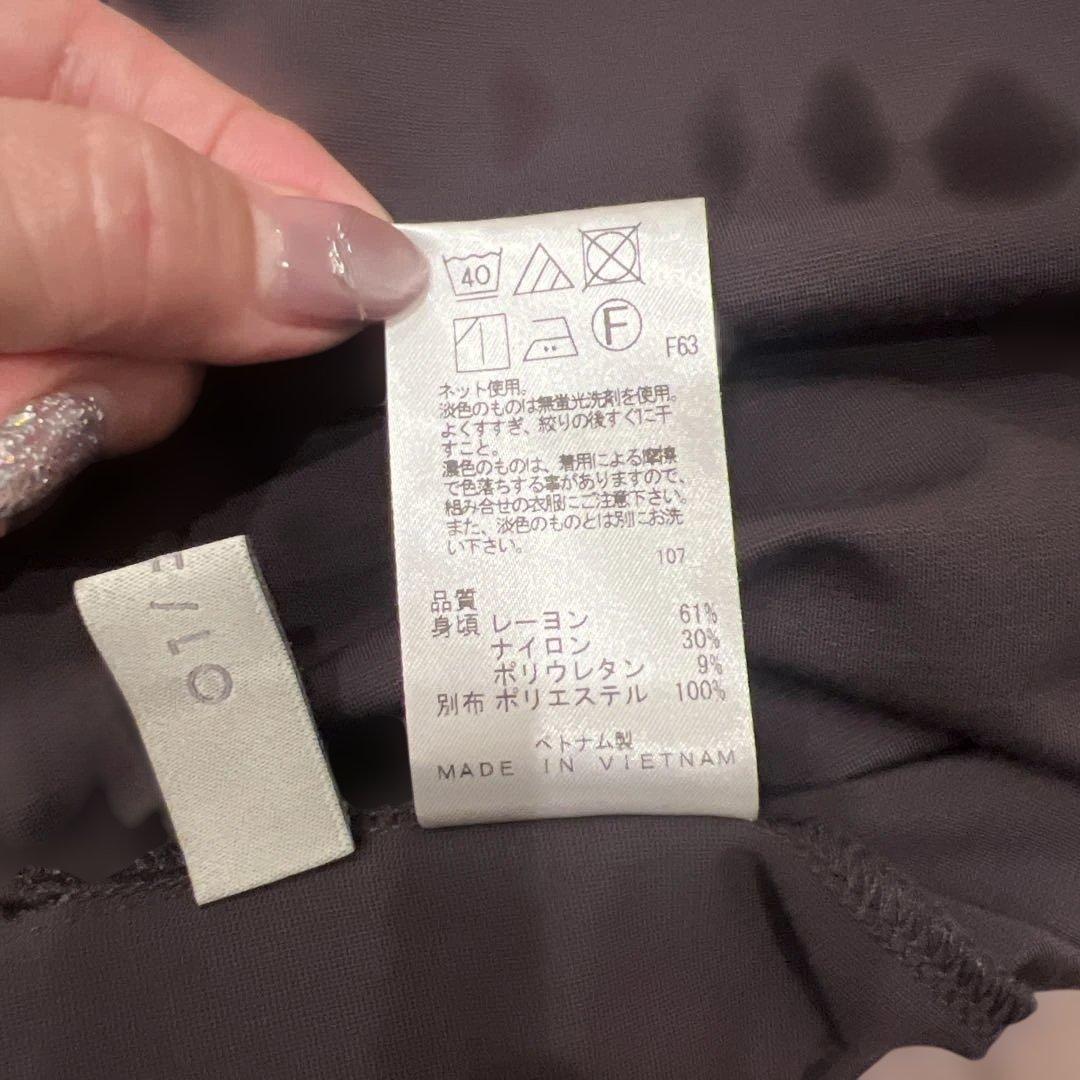 40
F
F63
ネット使用。
淡色のものは無蛍光洗剤を使用。
よくすすぎ、絞りの後すぐに干
すこと。
濃色のものは、着用による摩擦
で色落ちする事がありますので、
組み合せの衣服にご注意下さい。
また、淡色のものとは別にお洗
い下さい。
107
品質
身頃 レーヨン 61%
ナイロン 30%
ポリウレタン 9%
別布 ポリエステル 100%
ベトナム製
MADE IN VIETNAM